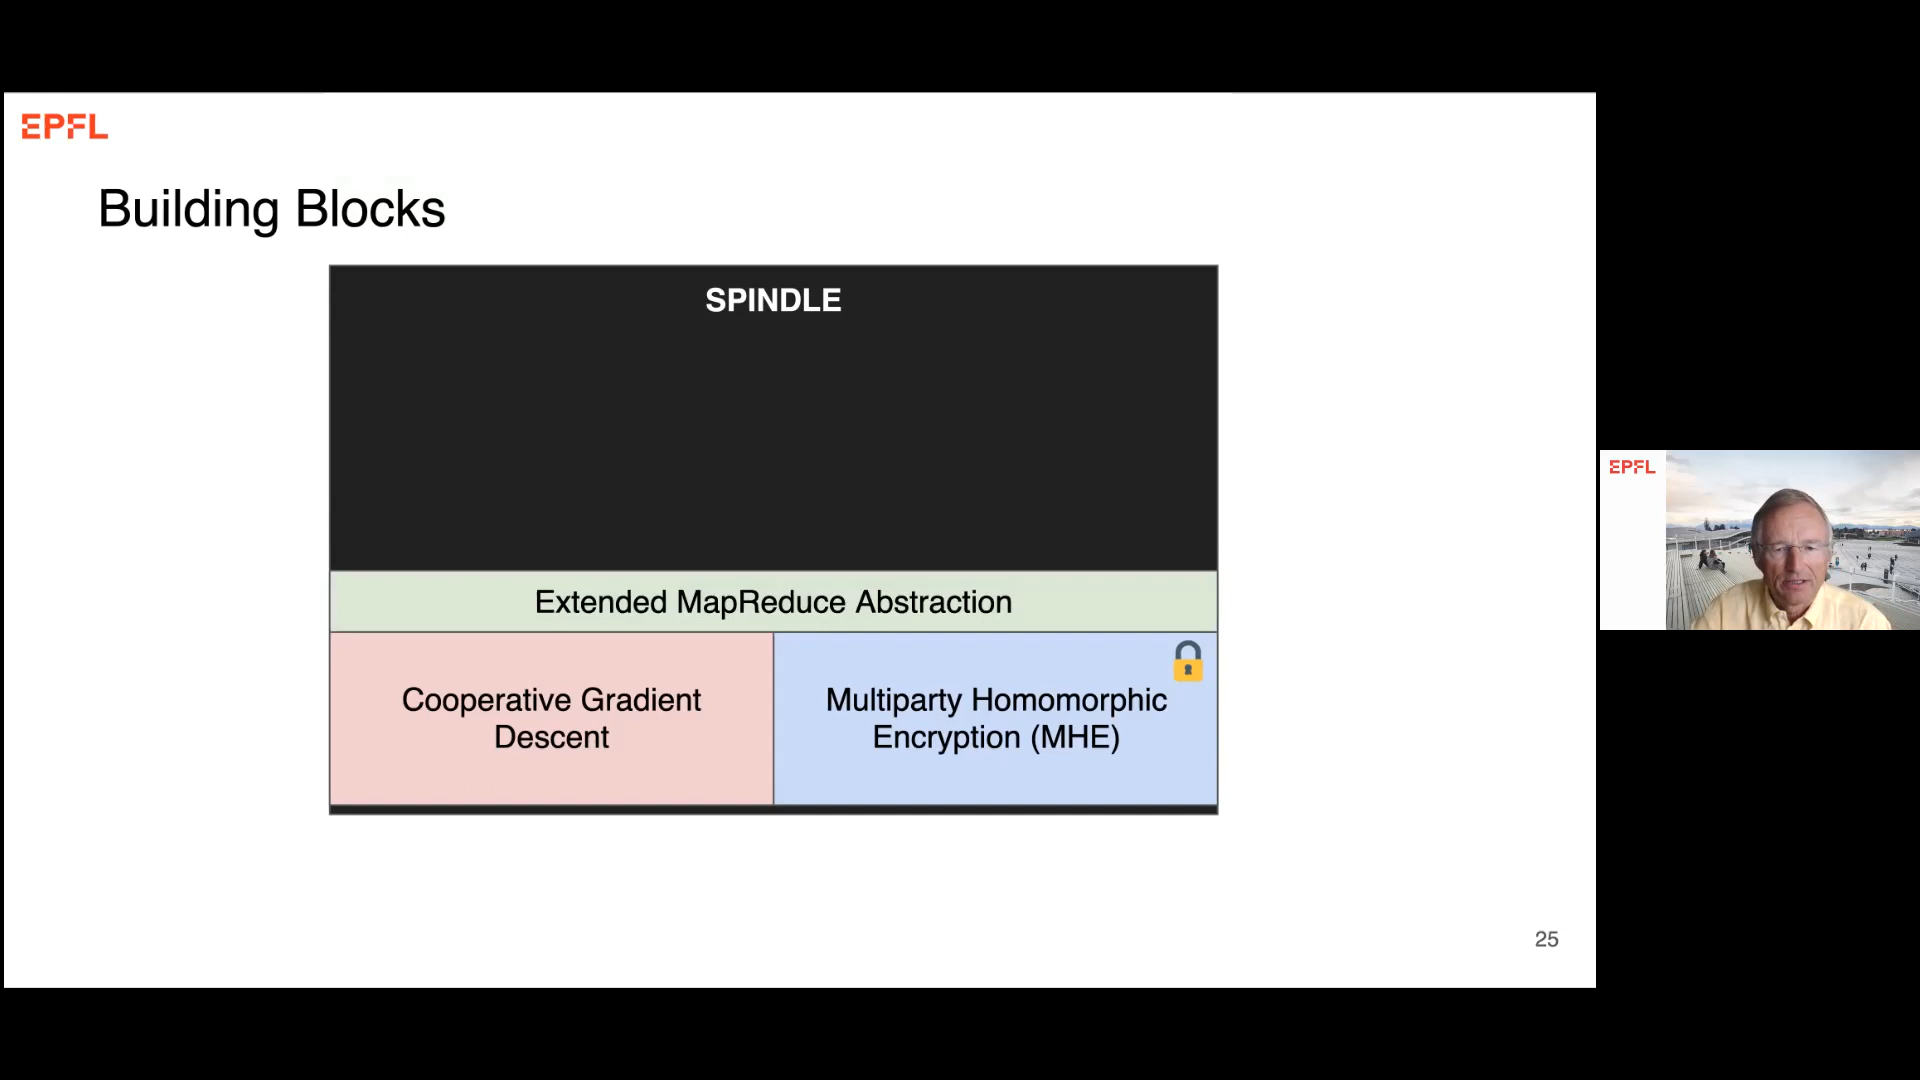 EPFL
Building Blocks
SPINDLE
Extended MapReduce Abstraction
Cooperative Gradient
Descent
Multiparty Homomorphic
Encryption (MHE)
25
EPFL